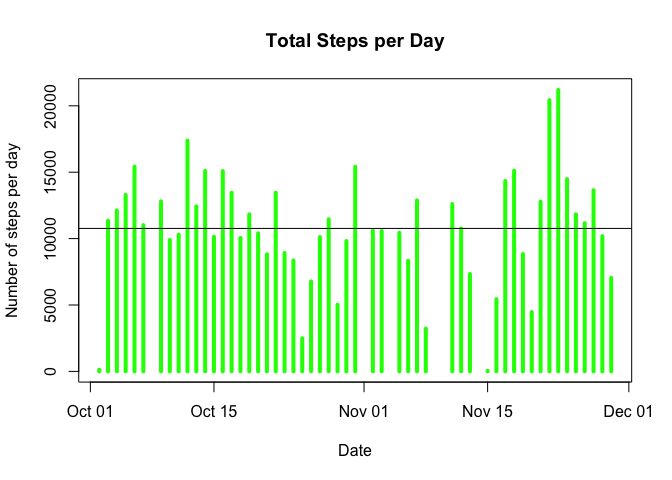 Total Steps per Day
Number of steps per day
20000
15000
10000
5000
0
Oct 01
Oct 15
Nov 01
Nov 15
Dec 01
Date